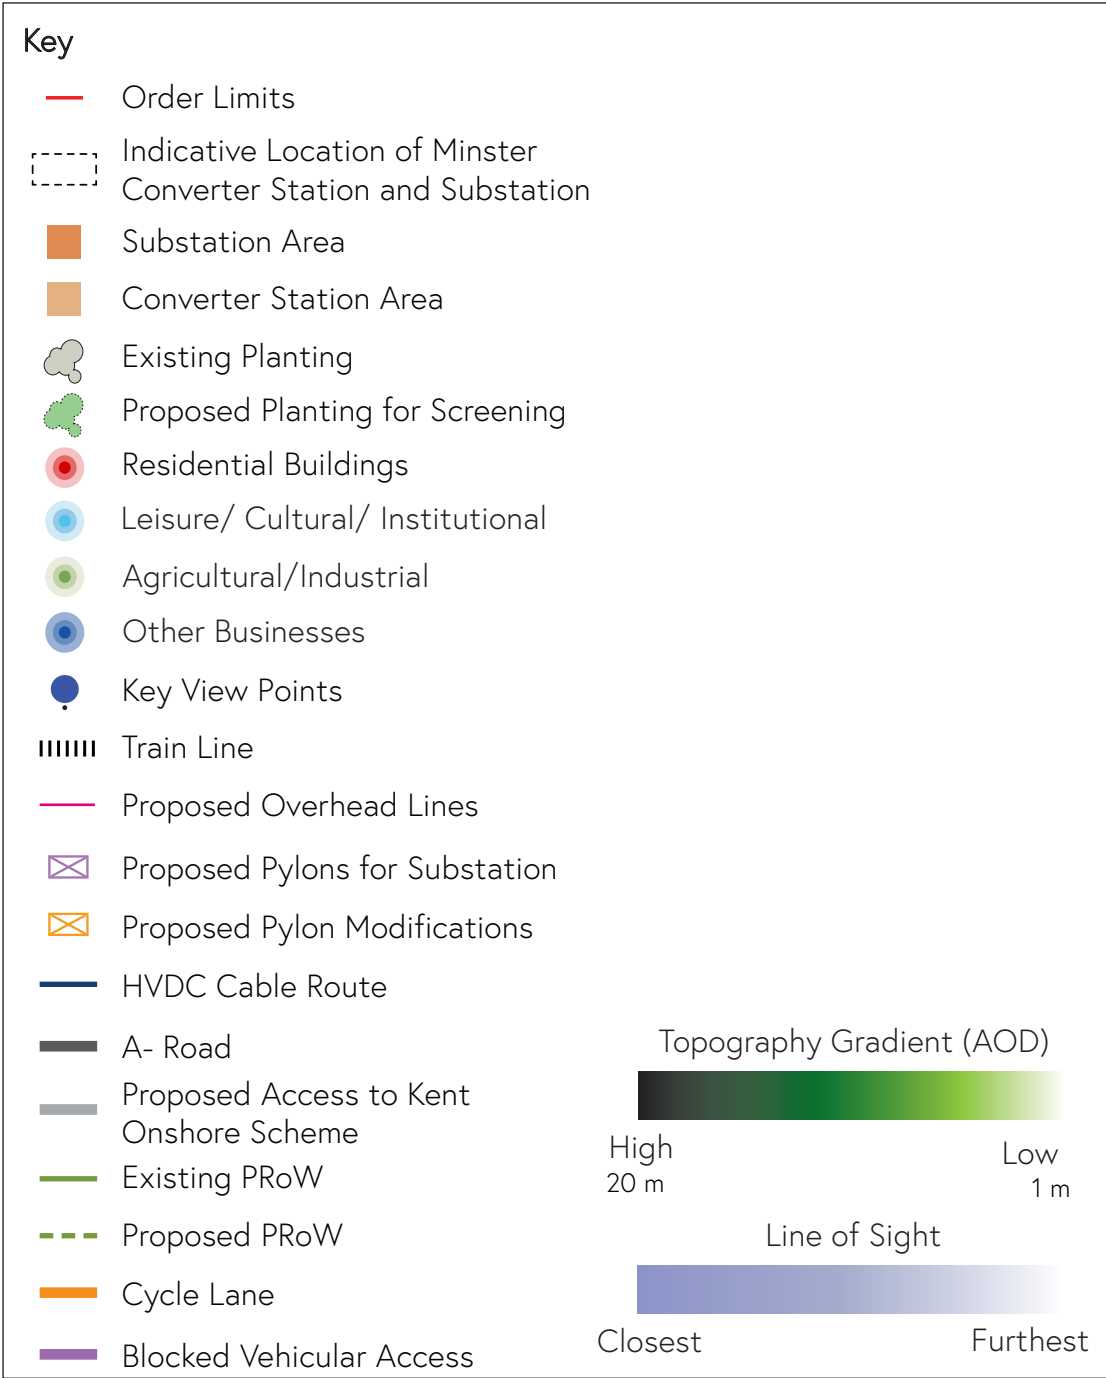 Key
Order Limits
Indicative Location of Minster
Converter Station and Substation
Substation Area
Converter Station Area
Existing Planting
Proposed Planting for Screening
Residential Buildings
Leisure/ Cultural/ Institutional
Agricultural/Industrial
Other Businesses
Key View Points
Train Line
Proposed Overhead Lines
Proposed Pylons for Substation
Proposed Pylon Modifications
HVDC Cable Route
A- Road
Proposed Access to Kent
Onshore Scheme
Existing PRoW
Proposed PRoW
Cycle Lane
Blocked Vehicular Access
Topography Gradient (AOD)
High
20 m
Low
1 m
Line of Sight
Closest
Furthest